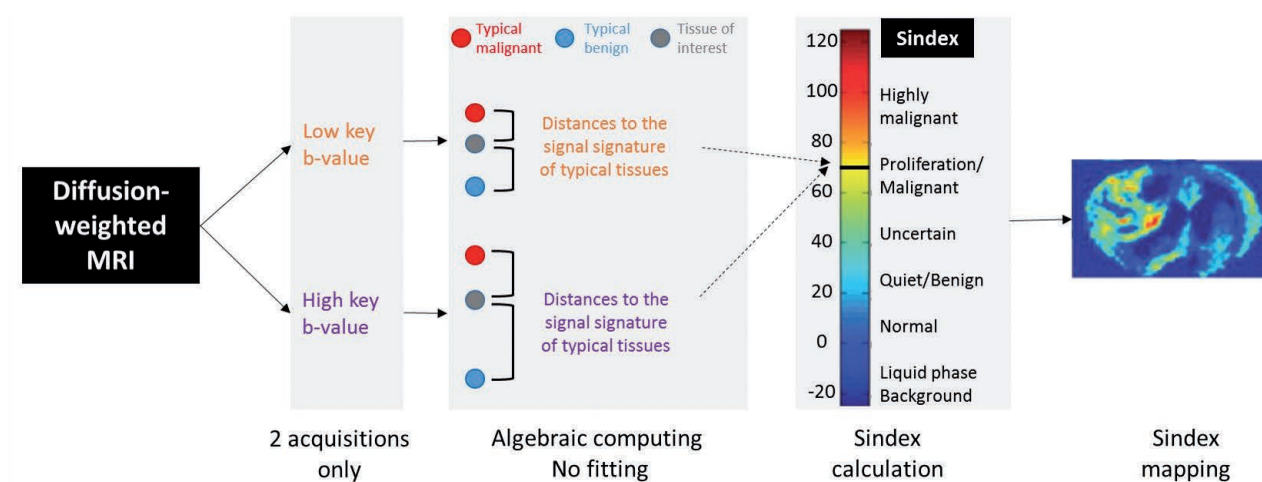 Diffusion-
weighted
MRI
Low key
b-value
High key
b-value
2 acquisitions
only
Typical
malignant
Typical
benign
Tissue of
interest
Distances to the
signal signature
of typical tissues
Distances to the
signal signature
of typical tissues
Algebraic computing
No fitting
120
100
80
60
40
20
0
-20
Sindex
Highly
malignant
Proliferation/
Malignant
Uncertain
Quiet/Benign
Normal
Liquid phase
Background
Sindex
calculation
Sindex
mapping